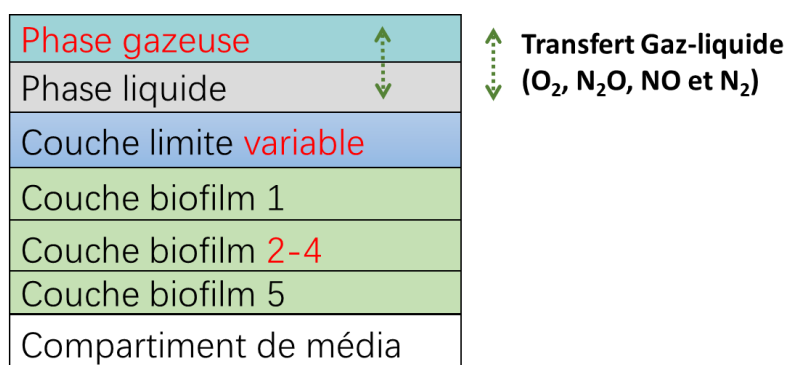 Phase gazeuse
Phase liquide
Couche limite variable
Couche biofilm 1
Couche biofilm 2-4
Couche biofilm 5
Compartiment de média
Transfert Gaz-liquide
(O₂, N₂O, NO et N₂)